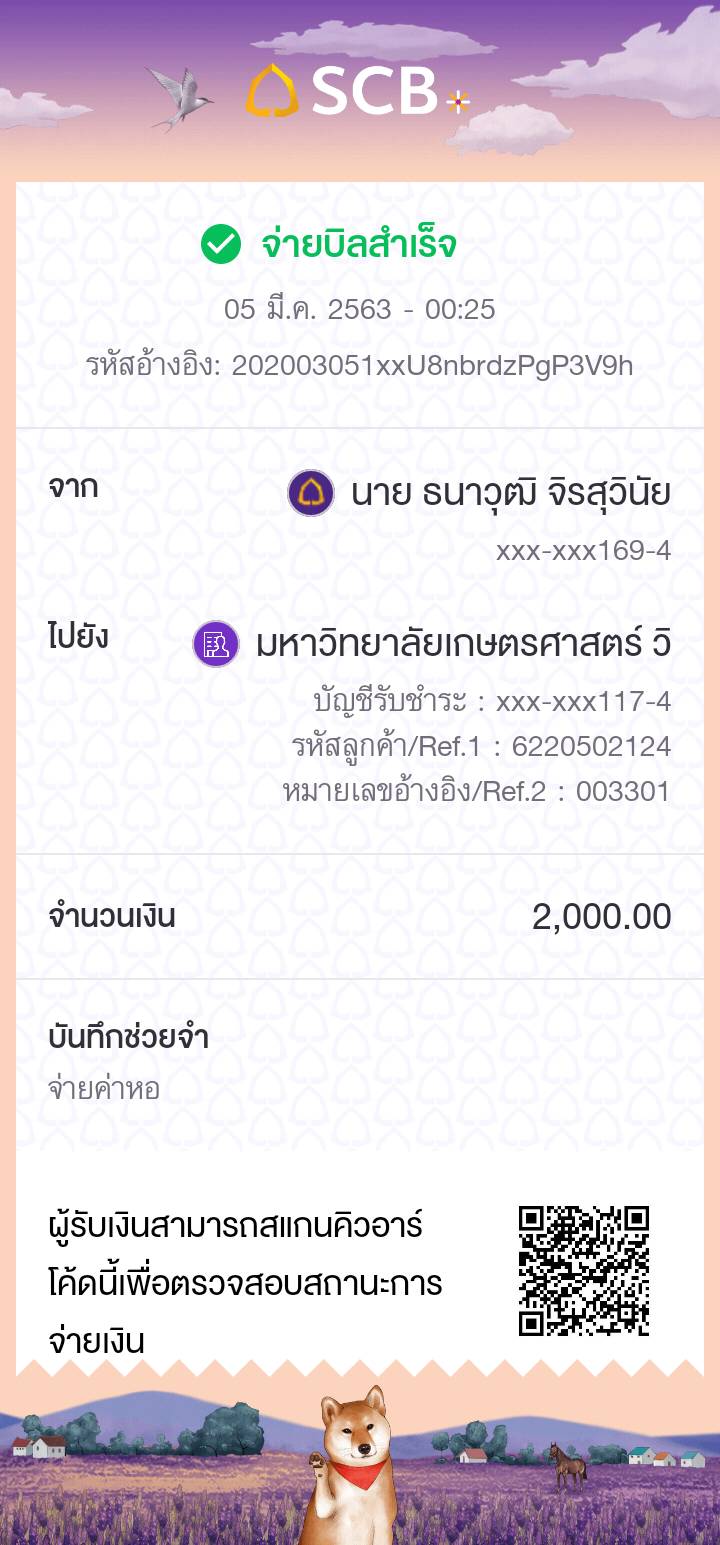 SCB
จ่ายบิลสำเร็จ
05 มี.ค. 2563 - 00:25
รหัสอ้างอิง: 202003051xxU8nbrdzPgP3V9h
จาก
นาย ธนาวุฒิ จิรสุวินัย
xxx-xxx169-4
ไปยัง
มหาวิทยาลัยเกษตรศาสตร์ วิ
บัญชีรับชำระ : xxx-xxx117-4
รหัสลูกค้า/Ref.1 : 6220502124
หมายเลขอ้างอิง/Ref.2 : 003301
จำนวนเงิน 2,000.00
บันทึกช่วยจำ
จ่ายค่าหอ
ผู้รับเงินสามารถสแกนคิวอาร์
โค้ดนี้เพื่อตรวจสอบสถานะการ
จ่ายเงิน